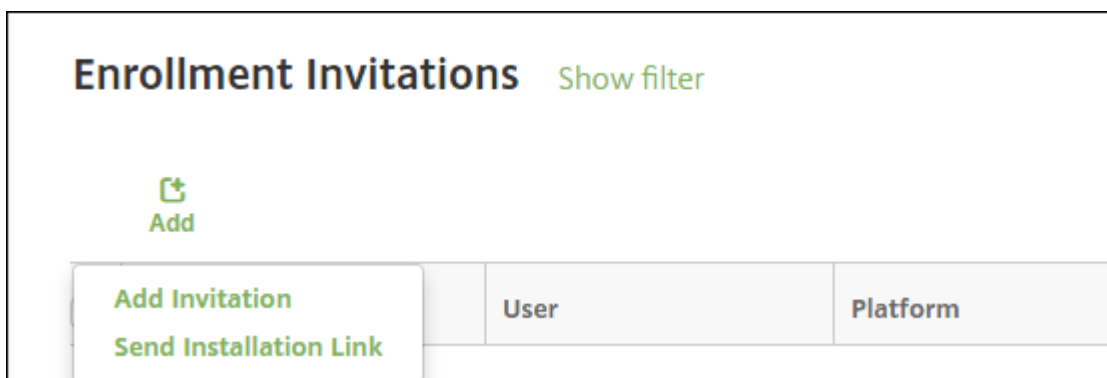 Enrollment Invitations Show filter
Add
Add Invitation
User Platform
Send Installation Link